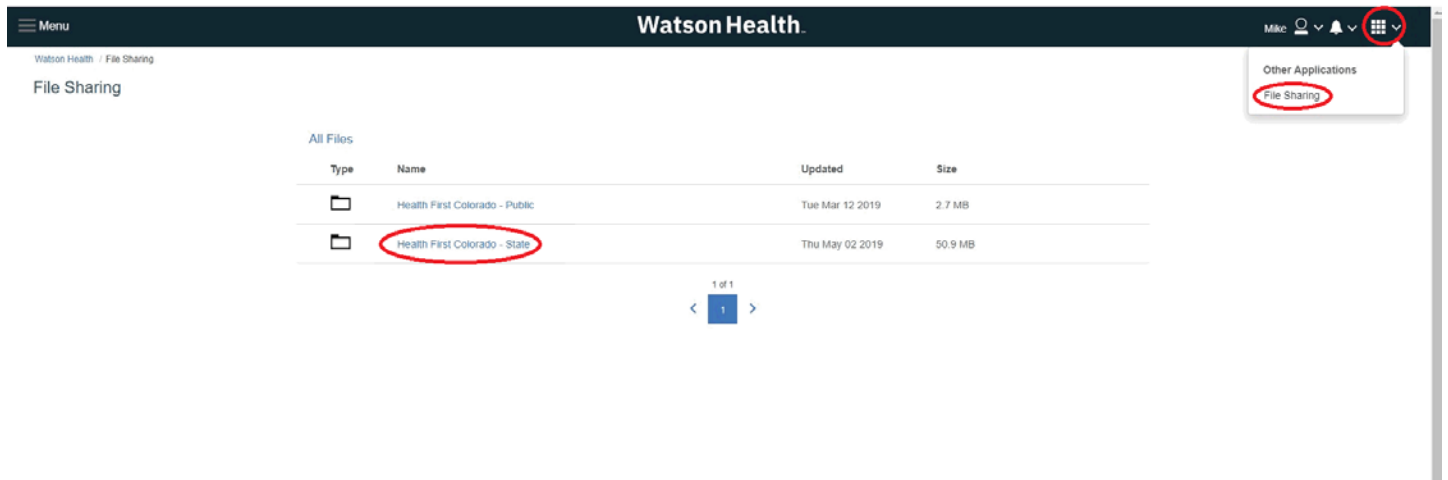 Menu
Watson Health.
Mike
Watson Health / File Sharing
File Sharing
Other Applications
File Sharing
All Files
Type Name Updated Size
Health First Colorado - Public Tue Mar 12 2019 2.7 MB
Health First Colorado - State Thu May 02 2019 50.9 MB
1 of 1
< 1 >